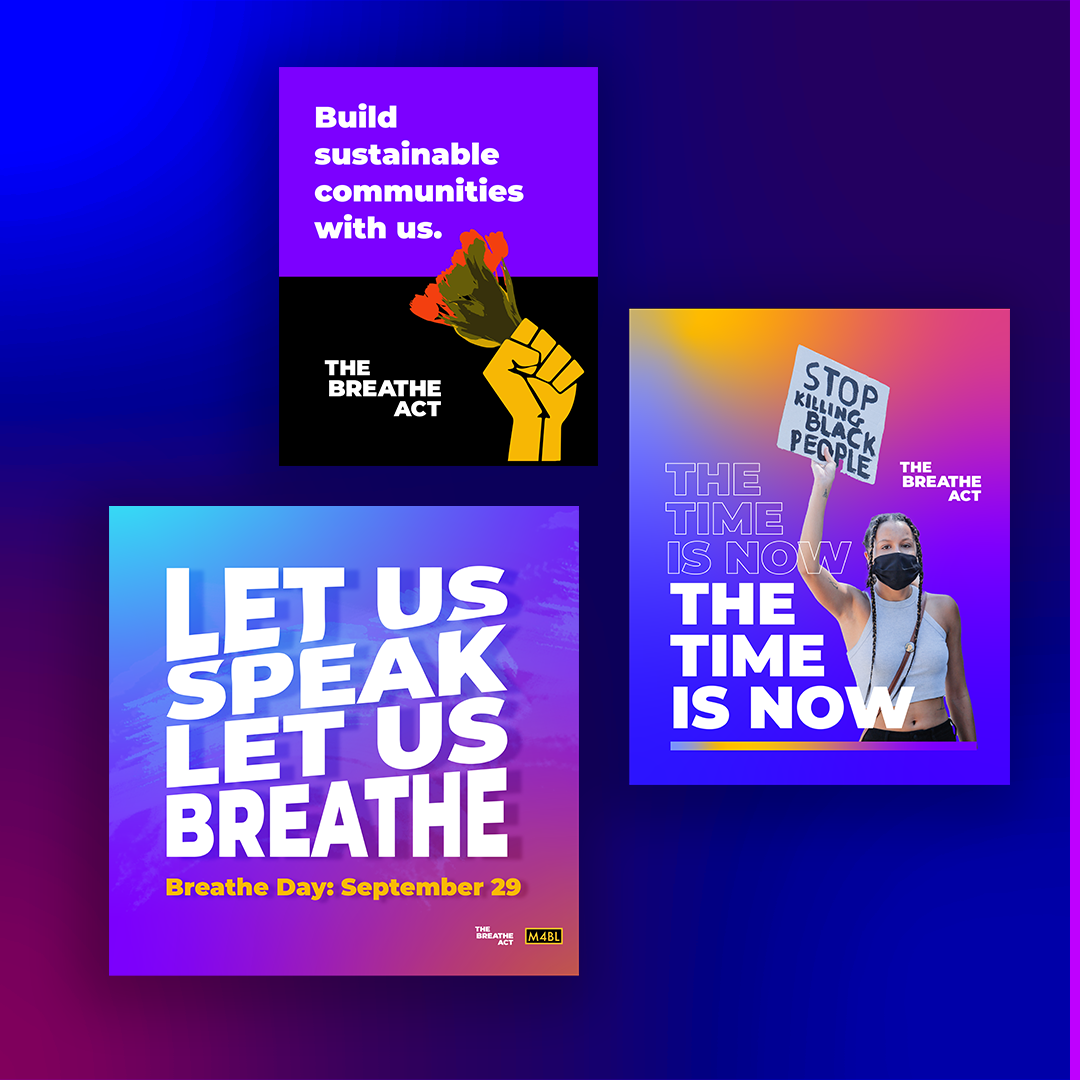 Build
sustainable
communities
with us.
THE
BREATHE
ACT
STOP
KILLING
BLACK
PEOPLE
THE
BREATHE
ACT
THE
TIME
IS NOW
THE
TIME
IS NOW
LET US
SPEAK
LET US
BREATHE
Breathe Day: September 29
THE
BREATHE
ACT
M4BL